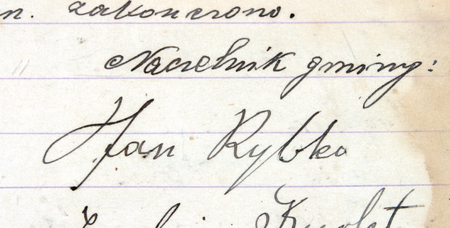 n. zakończono.
Naczelnik gminy:
Jan Rybka